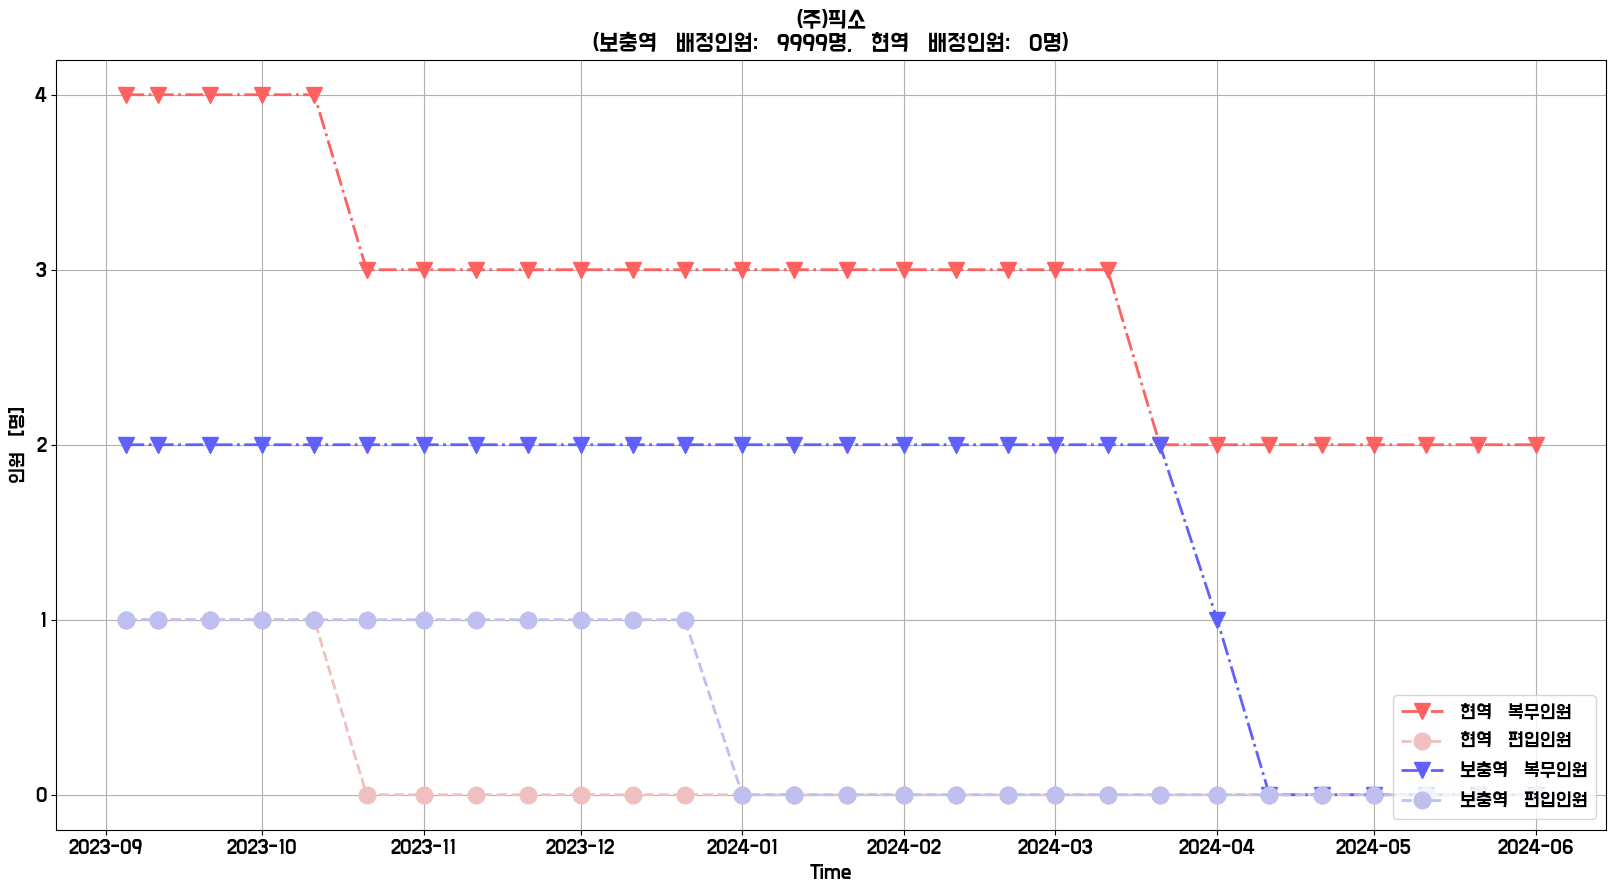 (주)픽소
(보충역 배정인원: 9999명, 현역 배정인원: 0명)
인원 [명]
4
3
2
1
0
현역 복무인원
현역 편입인원
보충역 복무인원
보충역 편입인원
2023-09 2023-10 2023-11 2023-12 2024-01 2024-02 2024-03 2024-04 2024-05 2024-06
Time